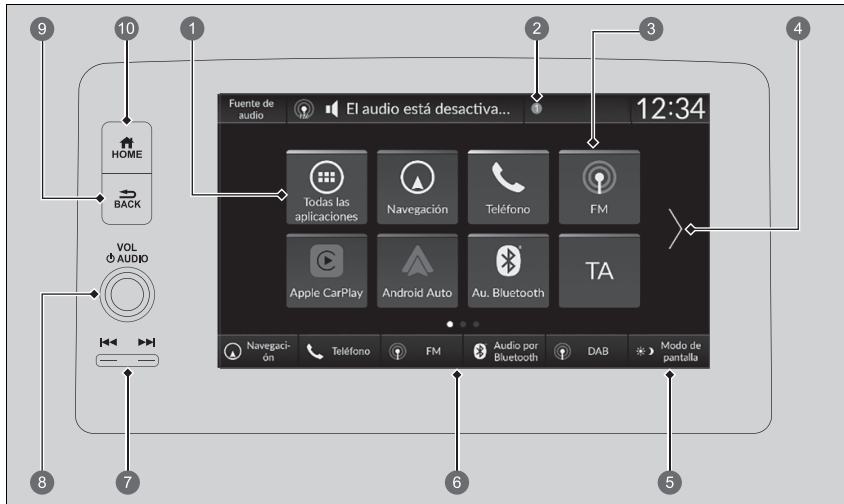 9
10
1
2
3
4
Fuente de
audio
FM
El audio está desactiva...
1
12:34
HOME
BACK
Todas las
aplicaciones
Navegación
Teléfono
FM
VOL
AUDIO
Apple CarPlay
Android Auto
Au. Bluetooth
TA
Navegaci-
ón
Teléfono
FM
Audio por
Bluetooth
DAB
Modo de
pantalla
8
7
6
5